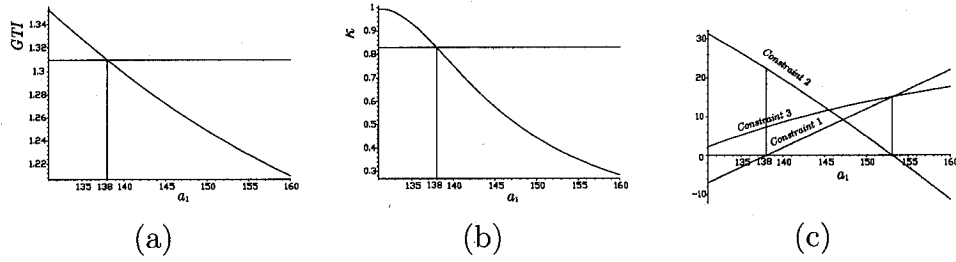 GTI
1.34
1.32
1.3
1.28
1.26
1.24
1.22
135 138 140 145 150 155 160
a₁
(a)
κ
1
0.9
0.8
0.7
0.6
0.5
0.4
0.3
135 138 140 145 150 155 160
a₁
(b)
30
20
10
0
-10
Constraint 2
Constraint 3
Constraint 1
135 138 140 145 150 155 160
a₁
(c)